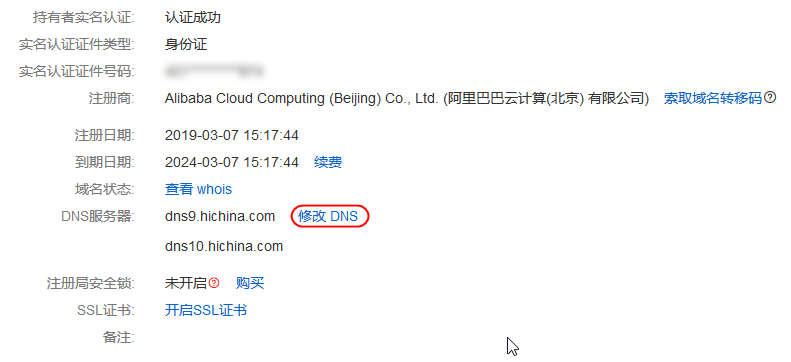 持有者实名认证: 认证成功
实名认证证件类型: 身份证
实名认证证件号码:
注册商: Alibaba Cloud Computing (Beijing) Co., Ltd. (阿里巴巴云计算(北京) 有限公司) 索取域名转移码?
注册日期: 2019-03-07 15:17:44
到期日期: 2024-03-07 15:17:44 续费
域名状态: 查看 whois
DNS服务器: dns9.hichina.com 修改 DNS
dns10.hichina.com
注册局安全锁: 未开启? 购买
SSL证书: 开启SSL证书
备注: